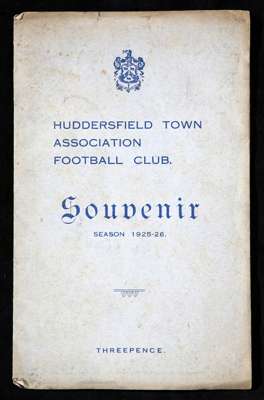 HUDDERSFIELD TOWN
ASSOCIATION
FOOTBALL CLUB.
Souvenir
SEASON 1925-26.
THREEPENCE.